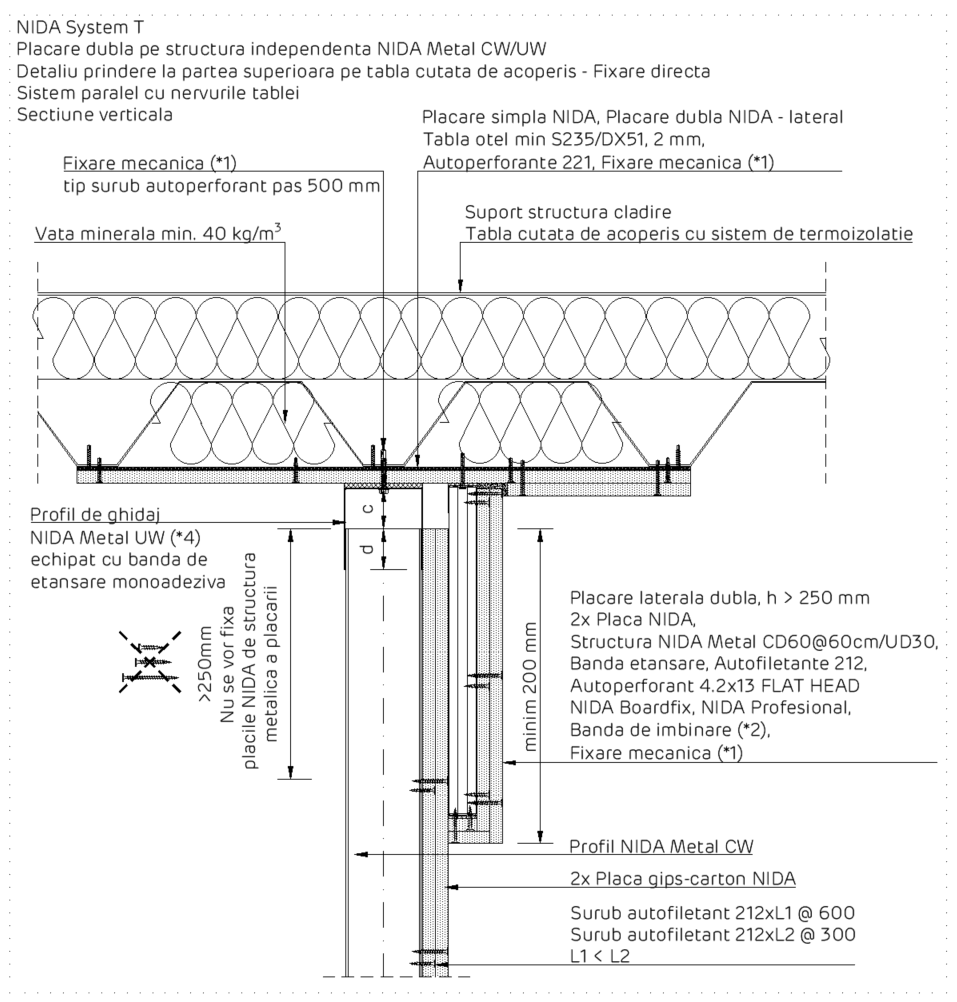 NIDA System T
Placare dubla pe structura independenta NIDA Metal CW/UW
Detaliu prindere la partea superioara pe tabla cutata de acoperis - Fixare directa
Sistem paralel cu nervurile tablei
Sectiune verticala
Placare simpla NIDA, Placare dubla NIDA - lateral
Tabla otel min S235/DX51, 2 mm,
Autoperforante 221, Fixare mecanica (*1)
Fixare mecanica (*1)
tip surub autoperforant pas 500 mm
Suport structura cladire
Tabla cutata de acoperis cu sistem de termoizolatie
Vata minerala min. 40 kg/m³
Profil de ghidaj
NIDA Metal UW (*4)
echipat cu banda de
etansare monoadeziva
c
d
>250mm
Nu se vor fixa
placile NIDA de structura
metalica a placarii
minim 200 mm
Placare laterala dubla, h > 250 mm
2x Placa NIDA,
Structura NIDA Metal CD60@60cm/UD30,
Banda etansare, Autofiletante 212,
Autoperforant 4.2x13 FLAT HEAD
NIDA Boardfix, NIDA Profesional,
Banda de imbinare (*2),
Fixare mecanica (*1)
Profil NIDA Metal CW
2x Placa gips-carton NIDA
Surub autofiletant 212xL1 @ 600
Surub autofiletant 212xL2 @ 300
L1 < L2